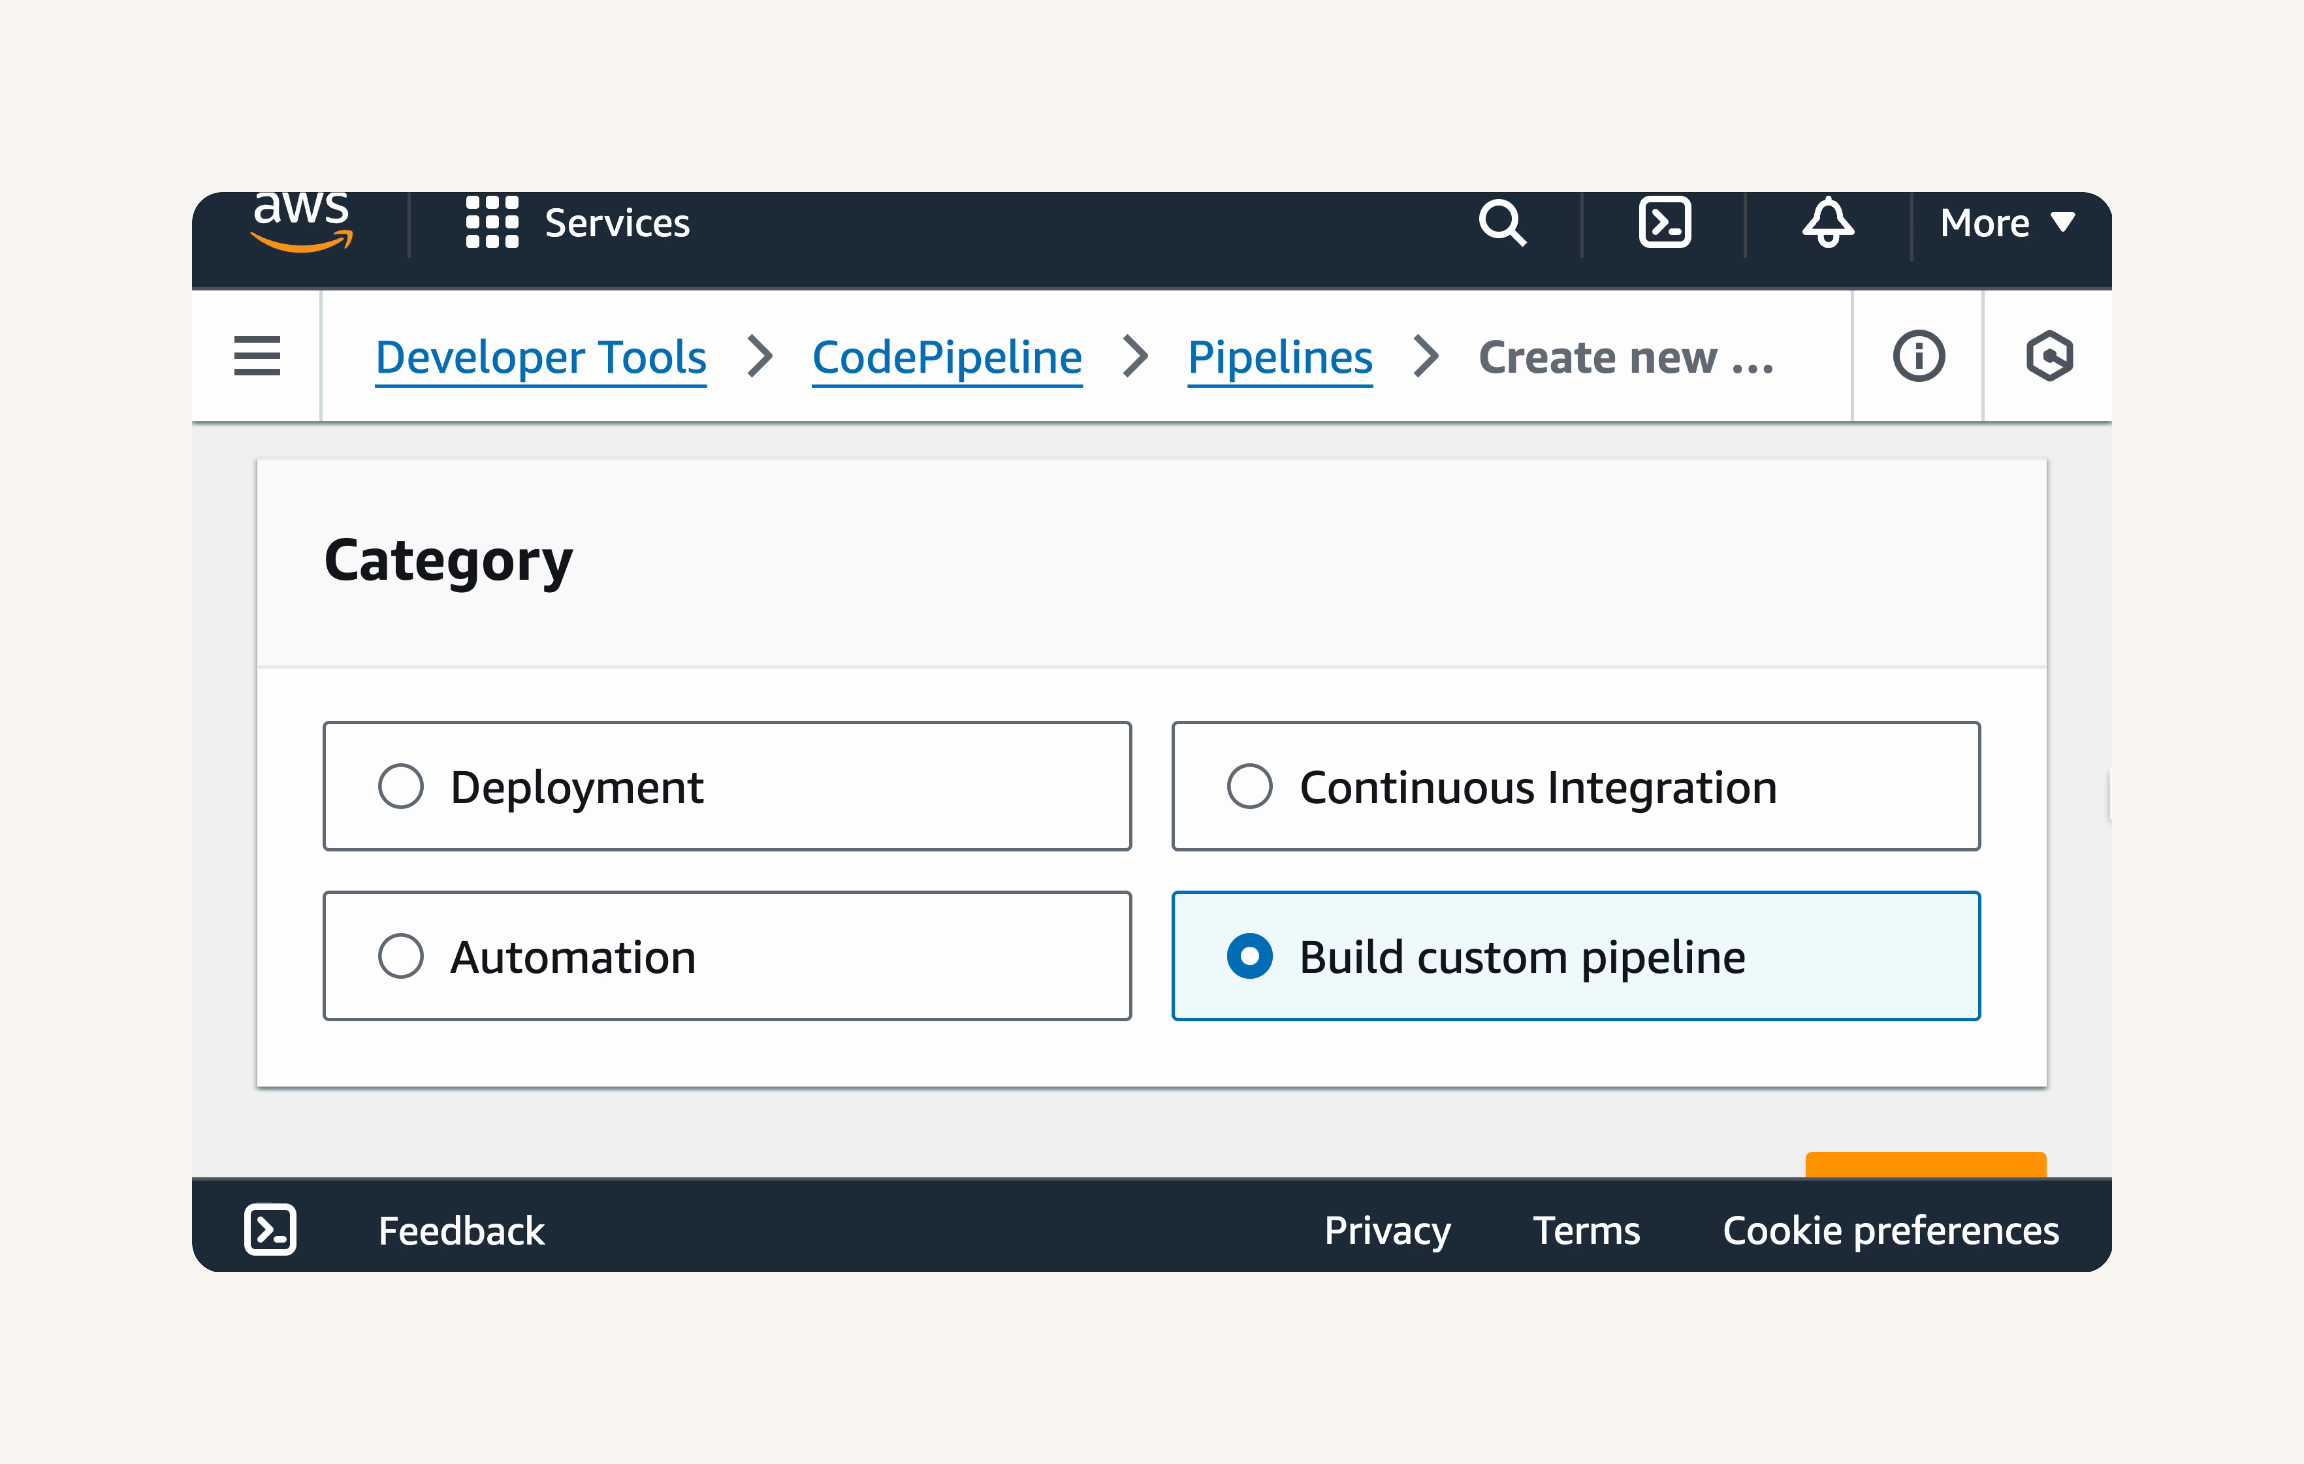 aws Services More
Developer Tools CodePipeline Pipelines Create new ...
Category
Deployment Continuous Integration
Automation Build custom pipeline
Feedback Privacy Terms Cookie preferences